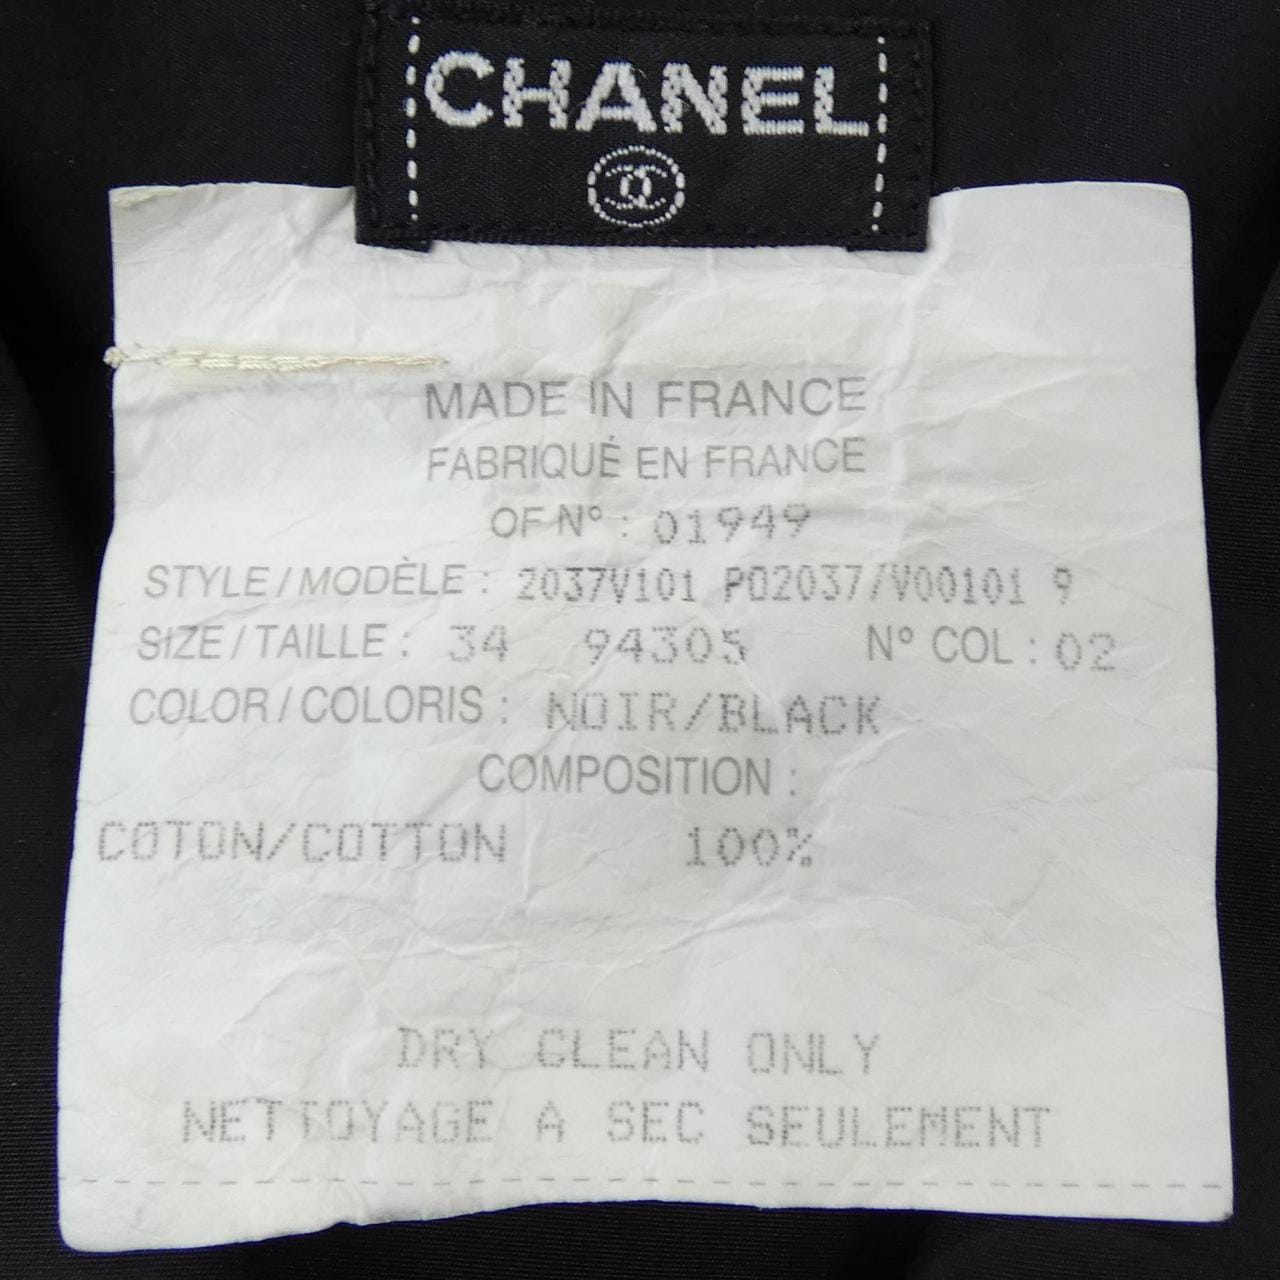 CHANEL
MADE IN FRANCE
FABRIQUÉ EN FRANCE
OF N° : 01949
STYLE / MODÈLE : 2037V101 P02037/V00101 9
SIZE / TAILLE : 34 94305 N° COL : 02
COLOR / COLORIS : NOIR/BLACK
COMPOSITION :
COTON/COTTON 100%
DRY CLEAN ONLY
NETTOYAGE A SEC SEULEMENT